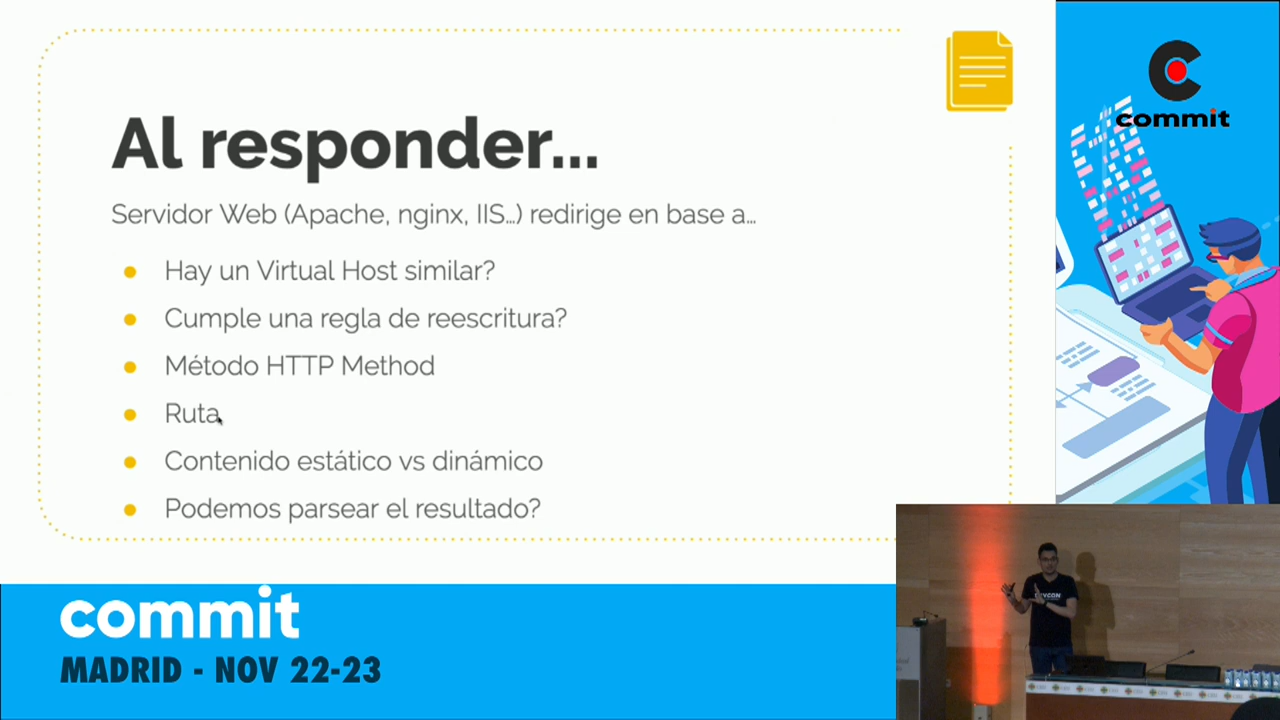 Al responder...
Servidor Web (Apache, nginx, IIS…) redirige en base a…
Hay un Virtual Host similar?
Cumple una regla de reescritura?
Método HTTP Method
Ruta
Contenido estático vs dinámico
Podemos parsear el resultado?
commit
commit
MADRID - NOV 22-23